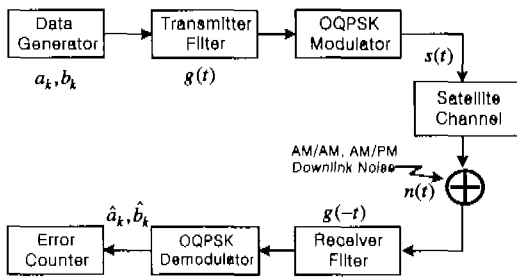 Data
Generator
Transmitter
Filter
OQPSK
Modulator
a_k, b_k
g(t)
s(t)
Satellite
Channel
AM/AM, AM/PM
Downlink Noise
n(t)
â_k, b̂_k
g(-t)
Error
Counter
OQPSK
Demodulator
Receiver
Filter